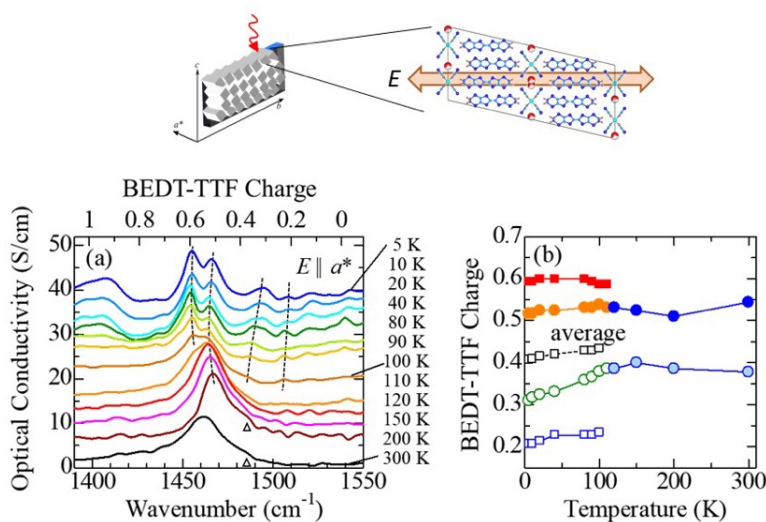 c
b
a*
E
BEDT-TTF Charge
1 0.8 0.6 0.4 0.2 0
Optical Conductivity (S/cm)
50
40
30
20
10
0
(a)
E || a*
5 K
10 K
20 K
40 K
80 K
90 K
100 K
110 K
120 K
150 K
200 K
300 K
1400 1450 1500 1550
Wavenumber (cm-1)
BEDT-TTF Charge
0.7
0.6
0.5
0.4
0.3
0.2
(b)
average
0 100 200 300
Temperature (K)